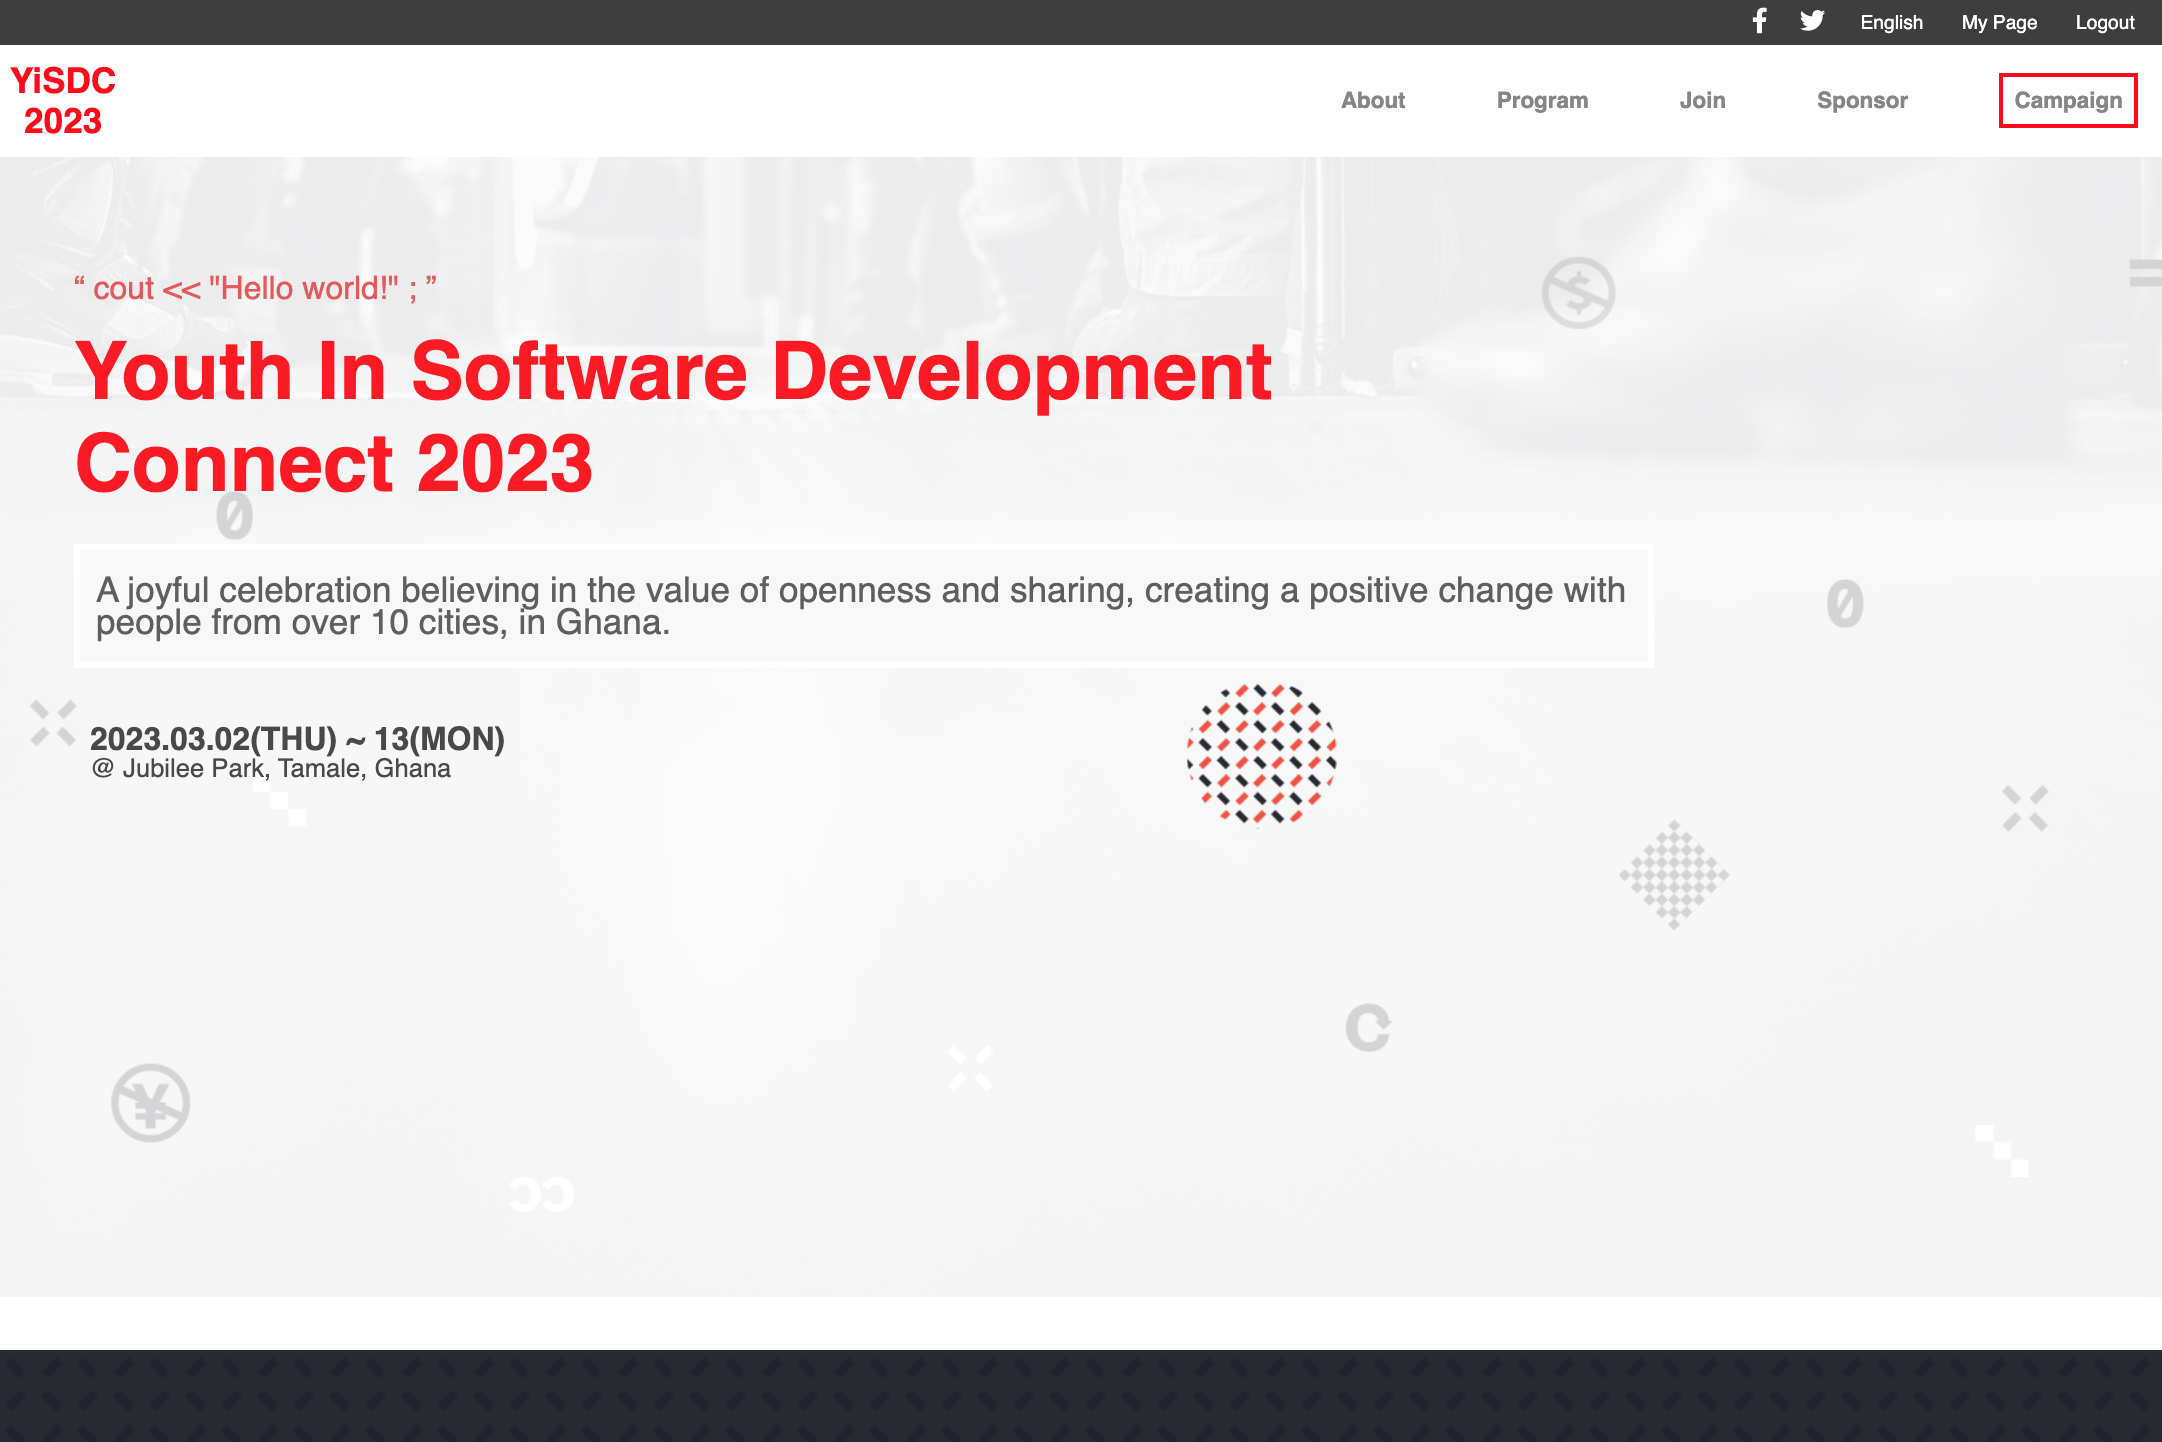 English My Page Logout
YiSDC
2023
About Program Join Sponsor Campaign
“ cout << "Hello world!" ; ”
Youth In Software Development
Connect 2023
A joyful celebration believing in the value of openness and sharing, creating a positive change with
people from over 10 cities, in Ghana.
2023.03.02(THU) ~ 13(MON)
@ Jubilee Park, Tamale, Ghana